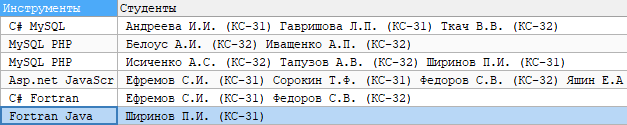 Инструменты Студенты
C# MySQL Андреева И.И. (КС-31) Гавришова Л.П. (КС-31) Ткач В.В. (КС-32)
MySQL PHP Белоус А.И. (КС-32) Иващенко А.П. (КС-32)
MySQL PHP Исиченко А.С. (КС-32) Тапузов А.В. (КС-32) Ширинов П.И. (КС-31)
Asp.net JavaScr Ефремов С.И. (КС-31) Сорокин Т.Ф. (КС-31) Федоров С.В. (КС-32) Яшин Е.А
C# Fortran Ефремов С.И. (КС-31) Федоров С.В. (КС-32)
Fortran Java Ширинов П.И. (КС-31)